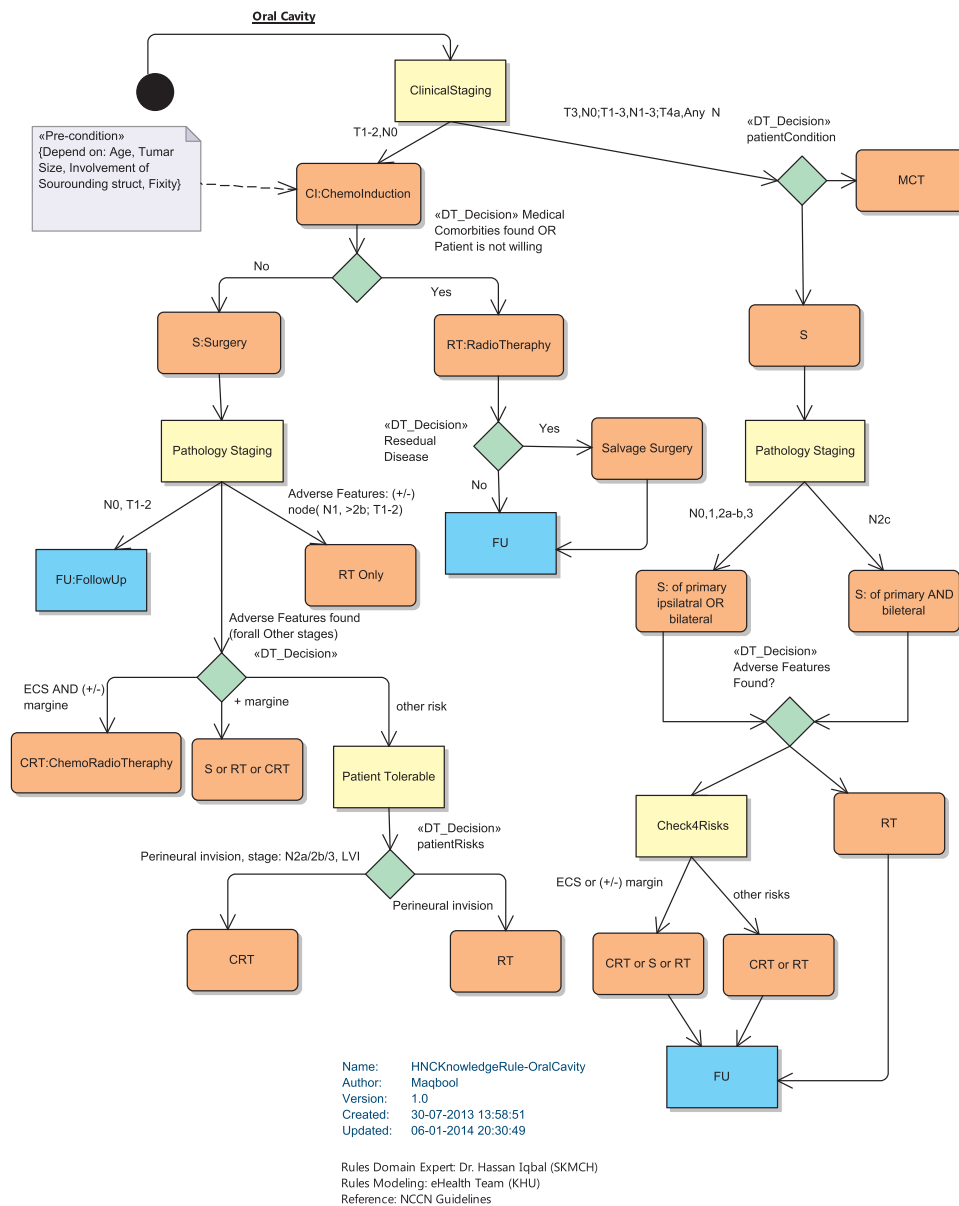 Oral Cavity
ClinicalStaging
«Pre-condition»
{Depend on: Age, Tumar
Size, Involvement of
Sourounding struct, Fixity}
T1-2,N0
T3,N0;T1-3,N1-3;T4a,Any N
«DT_Decision»
patientCondition
MCT
CI:ChemoInduction
«DT_Decision» Medical
Comorbities found OR
Patient is not willing
No
Yes
S:Surgery
RT:RadioTheraphy
S
«DT_Decision»
Resedual
Disease
Yes
Salvage Surgery
No
FU
Pathology Staging
Pathology Staging
N0, T1-2
Adverse Features: (+/-)
node( N1, >2b; T1-2)
N0,1,2a-b,3
N2c
FU:FollowUp
RT Only
S: of primary
ipsilatral OR
bilateral
S: of primary AND
bileteral
Adverse Features found
(forall Other stages)
«DT_Decision»
«DT_Decision»
Adverse Features
Found?
ECS AND (+/-)
margine
+ margine
other risk
CRT:ChemoRadioTheraphy
S or RT or CRT
Patient Tolerable
Check4Risks
RT
«DT_Decision»
patientRisks
Perineural invision, stage: N2a/2b/3, LVI
Perineural invision
ECS or (+/-) margin
other risks
CRT
RT
CRT or S or RT
CRT or RT
FU
Name: HNCKnowledgeRule-OralCavity
Author: Maqbool
Version: 1.0
Created: 30-07-2013 13:58:51
Updated: 06-01-2014 20:30:49
Rules Domain Expert: Dr. Hassan Iqbal (SKMCH)
Rules Modeling: eHealth Team (KHU)
Reference: NCCN Guidelines